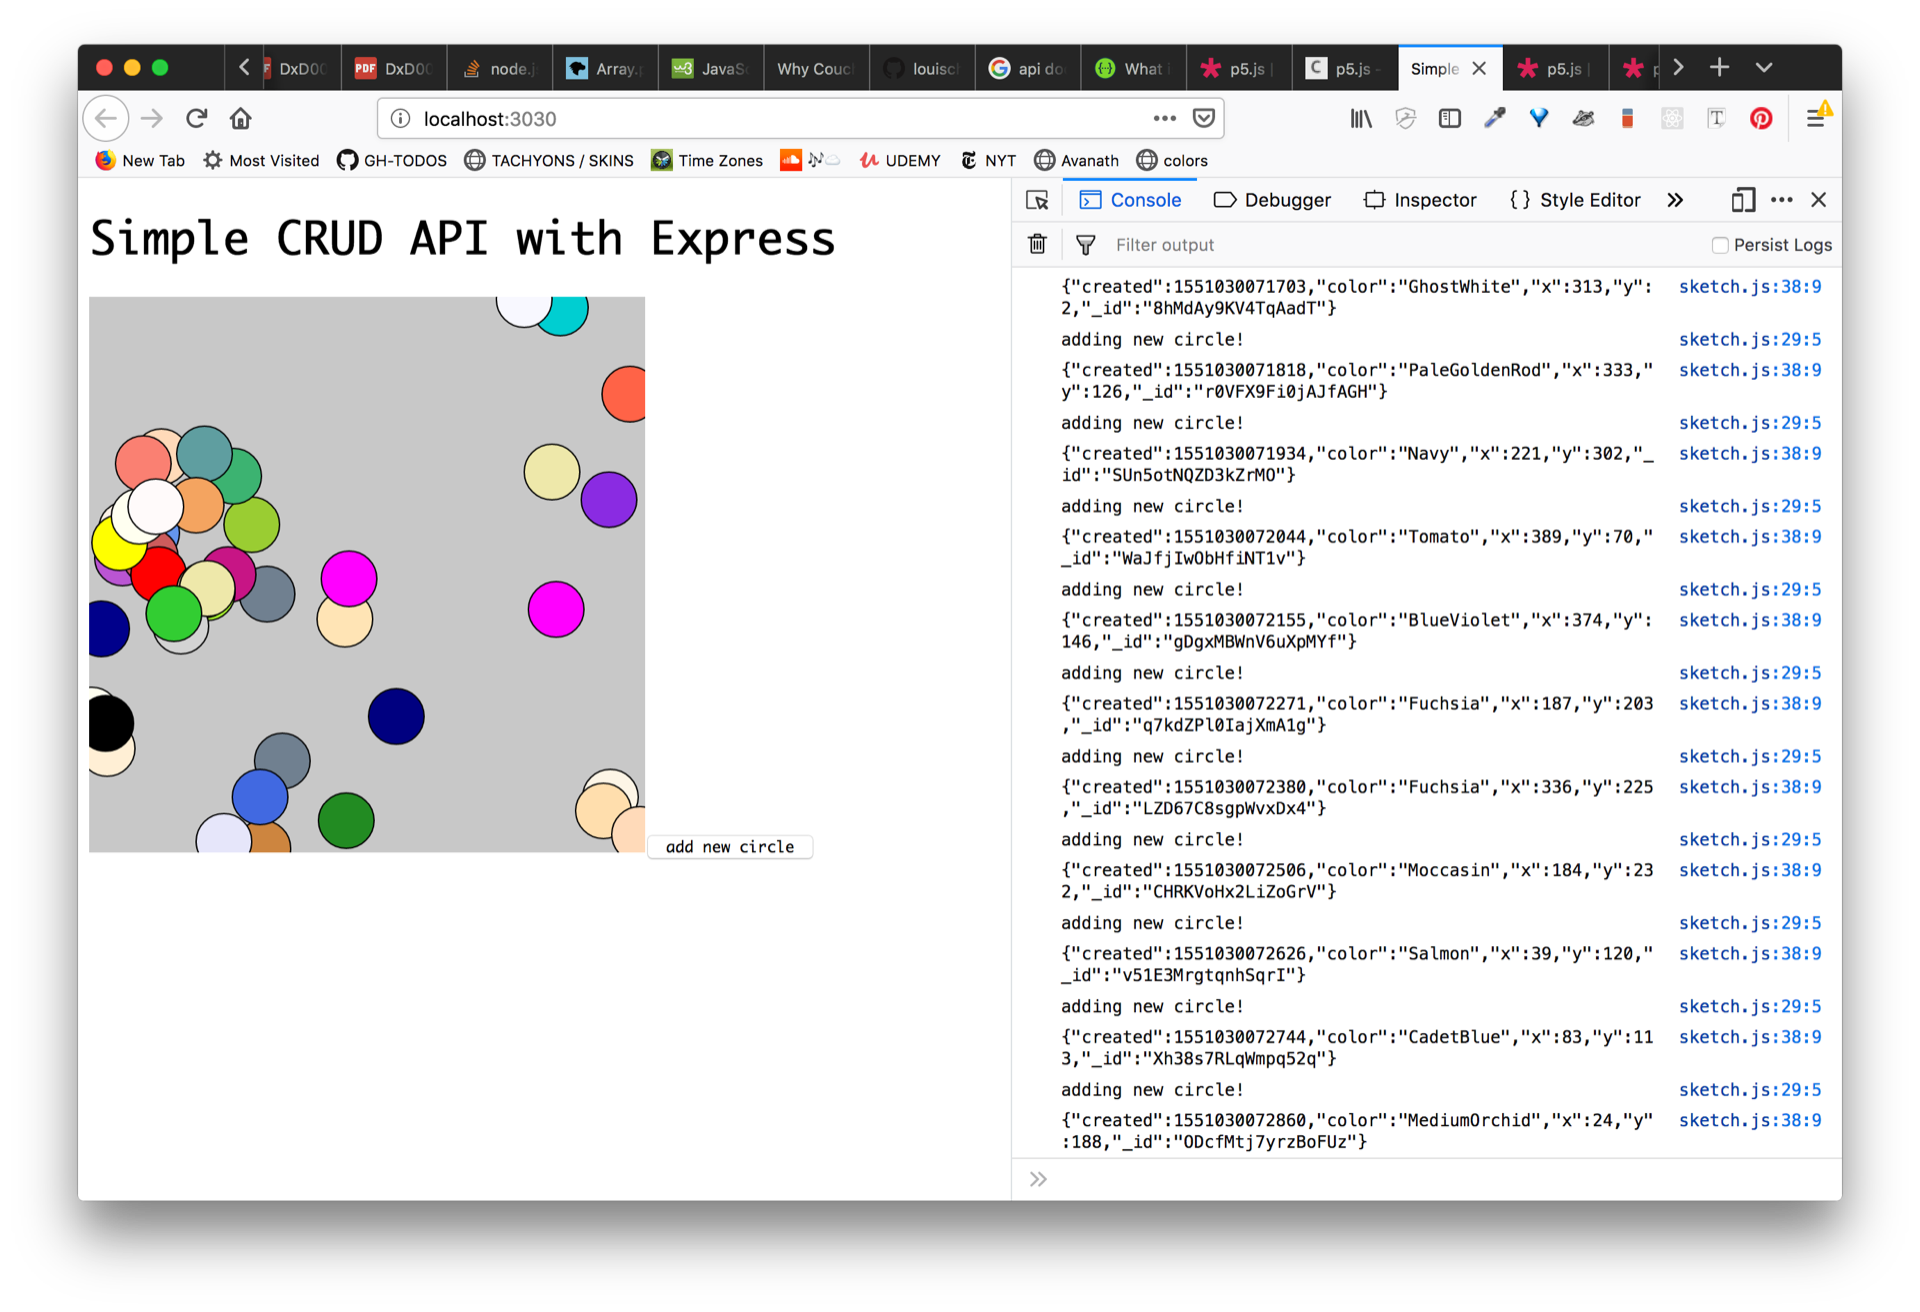 DxD0
PDF DxD0
node.j
Array.p
w3 JavaSc
Why Couch
louisch
G api do
What i
p5.js |
C p5.js -
Simple
p5.js |
localhost:3030
New Tab Most Visited GH-TODOS TACHYONS / SKINS Time Zones UDEMY NYT Avanath colors
Simple CRUD API with Express
add new circle
Console Debugger Inspector { } Style Editor
Filter output Persist Logs
{"created":1551030071703,"color":"GhostWhite","x":313,"y": sketch.js:38:9
2,"_id":"8hMdAy9KV4TqAadT"}
adding new circle! sketch.js:29:5
{"created":1551030071818,"color":"PaleGoldenRod","x":333," sketch.js:38:9
y":126,"_id":"r0VFX9Fi0jAJfAGH"}
adding new circle! sketch.js:29:5
{"created":1551030071934,"color":"Navy","x":221,"y":302,"_ sketch.js:38:9
id":"SUn5otNQZD3kZrMO"}
adding new circle! sketch.js:29:5
{"created":1551030072044,"color":"Tomato","x":389,"y":70," sketch.js:38:9
_id":"WaJfjIwObHfiNT1v"}
adding new circle! sketch.js:29:5
{"created":1551030072155,"color":"BlueViolet","x":374,"y": sketch.js:38:9
146,"_id":"gDgxMBWnV6uXpMYf"}
adding new circle! sketch.js:29:5
{"created":1551030072271,"color":"Fuchsia","x":187,"y":203 sketch.js:38:9
,"_id":"q7kdZPl0IajXmA1g"}
adding new circle! sketch.js:29:5
{"created":1551030072380,"color":"Fuchsia","x":336,"y":225 sketch.js:38:9
,"_id":"LZD67C8sgpWvxDx4"}
adding new circle! sketch.js:29:5
{"created":1551030072506,"color":"Moccasin","x":184,"y":23 sketch.js:38:9
2,"_id":"CHRKVoHx2LiZoGrV"}
adding new circle! sketch.js:29:5
{"created":1551030072626,"color":"Salmon","x":39,"y":120," sketch.js:38:9
_id":"v51E3MrgtqnhSqrI"}
adding new circle! sketch.js:29:5
{"created":1551030072744,"color":"CadetBlue","x":83,"y":11 sketch.js:38:9
3,"_id":"Xh38s7RLqWmpq52q"}
adding new circle! sketch.js:29:5
{"created":1551030072860,"color":"MediumOrchid","x":24,"y" sketch.js:38:9
:188,"_id":"ODcfMtj7yrzBoFUz"}